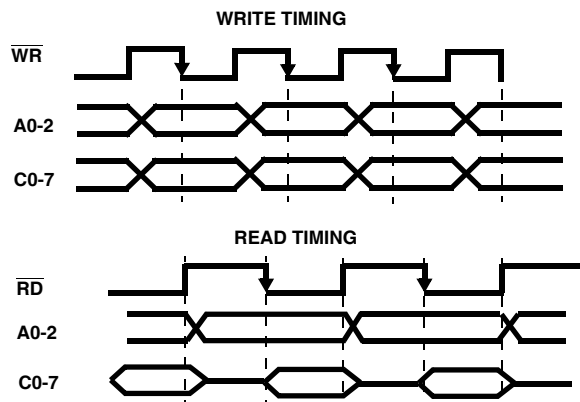 WRITE TIMING
WR
A0-2
C0-7
READ TIMING
RD
A0-2
C0-7